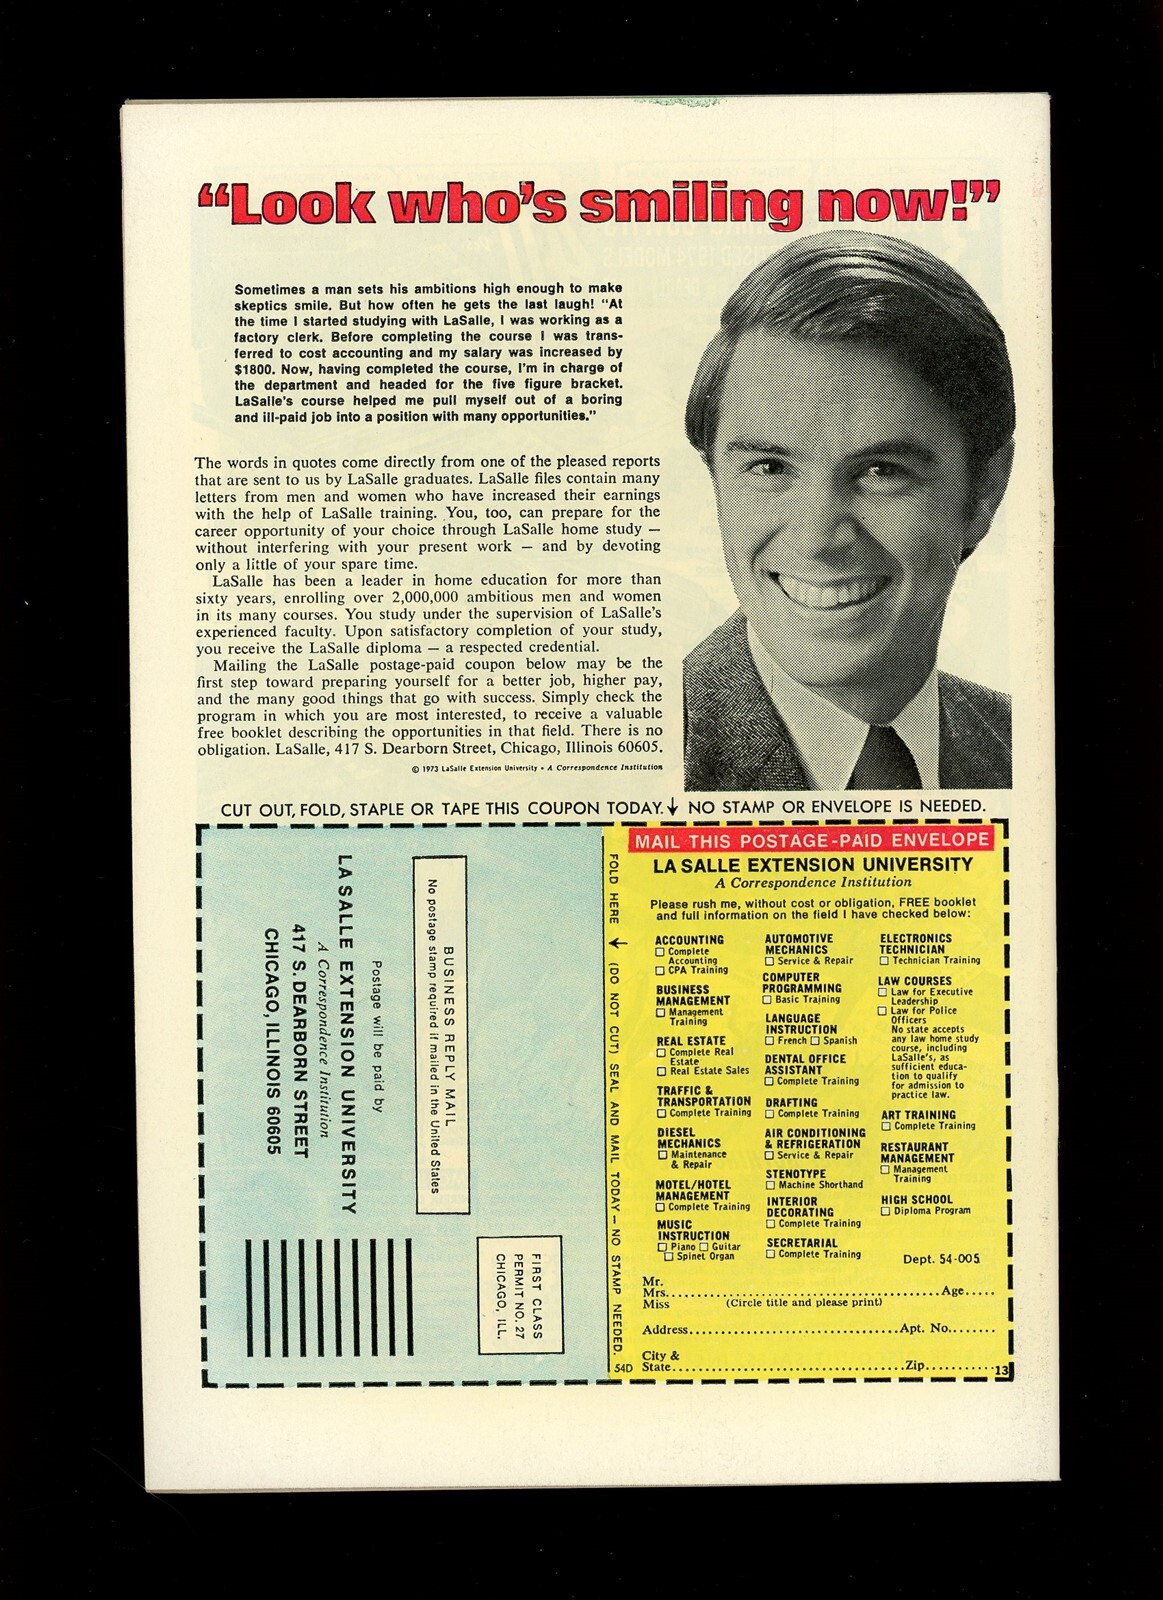 “Look who’s smiling now!”
Sometimes a man sets his ambitions high enough to make
skeptics smile. But how often he gets the last laugh! “At
the time I started studying with LaSalle, I was working as a
factory clerk. Before completing the course I was trans-
ferred to cost accounting and my salary was increased by
$1800. Now, having completed the course, I’m in charge of
the department and headed for the five figure bracket.
LaSalle’s course helped me pull myself out of a boring
and ill-paid job into a position with many opportunities.”
The words in quotes come directly from one of the pleased reports
that are sent to us by LaSalle graduates. LaSalle files contain many
letters from men and women who have increased their earnings
with the help of LaSalle training. You, too, can prepare for the
career opportunity of your choice through LaSalle home study —
without interfering with your present work — and by devoting
only a little of your spare time.
LaSalle has been a leader in home education for more than
sixty years, enrolling over 2,000,000 ambitious men and women
in its many courses. You study under the supervision of LaSalle’s
experienced faculty. Upon satisfactory completion of your study,
you receive the LaSalle diploma — a respected credential.
Mailing the LaSalle postage-paid coupon below may be the
first step toward preparing yourself for a better job, higher pay,
and the many good things that go with success. Simply check the
program in which you are most interested, to receive a valuable
free booklet describing the opportunities in that field. There is no
obligation. LaSalle, 417 S. Dearborn Street, Chicago, Illinois 60605.
© 1973 LaSalle Extension University • A Correspondence Institution
CUT OUT, FOLD, STAPLE OR TAPE THIS COUPON TODAY. NO STAMP OR ENVELOPE IS NEEDED.
FIRST CLASS
PERMIT NO. 27
CHICAGO, ILL.
BUSINESS REPLY MAIL
No postage stamp required if mailed in the United States
Postage will be paid by
LA SALLE EXTENSION UNIVERSITY
A Correspondence Institution
417 S. DEARBORN STREET
CHICAGO, ILLINOIS 60605
FOLD HERE (DO NOT CUT) SEAL AND MAIL TODAY — NO STAMP NEEDED.
54D
MAIL THIS POSTAGE-PAID ENVELOPE
LA SALLE EXTENSION UNIVERSITY
A Correspondence Institution
Please rush me, without cost or obligation, FREE booklet
and full information on the field I have checked below:
ACCOUNTING
☐ Complete
Accounting
☐ CPA Training
BUSINESS
MANAGEMENT
☐ Management
Training
REAL ESTATE
☐ Complete Real
Estate
☐ Real Estate Sales
TRAFFIC &
TRANSPORTATION
☐ Complete Training
DIESEL
MECHANICS
☐ Maintenance
& Repair
MOTEL/HOTEL
MANAGEMENT
☐ Complete Training
MUSIC
INSTRUCTION
☐ Piano ☐ Guitar
☐ Spinet Organ
AUTOMOTIVE
MECHANICS
☐ Service & Repair
COMPUTER
PROGRAMMING
☐ Basic Training
LANGUAGE
INSTRUCTION
☐ French ☐ Spanish
DENTAL OFFICE
ASSISTANT
☐ Complete Training
DRAFTING
☐ Complete Training
AIR CONDITIONING
& REFRIGERATION
☐ Service & Repair
STENOTYPE
☐ Machine Shorthand
INTERIOR
DECORATING
☐ Complete Training
SECRETARIAL
☐ Complete Training
ELECTRONICS
TECHNICIAN
☐ Technician Training
LAW COURSES
☐ Law for Executive
Leadership
☐ Law for Police
Officers
No state accepts
any law home study
course, including
LaSalle’s, as
sufficient educa-
tion to qualify
for admission to
practice law.
ART TRAINING
☐ Complete Training
RESTAURANT
MANAGEMENT
☐ Management
Training
HIGH SCHOOL
☐ Diploma Program
Dept. 54-005
Mr.
Mrs. Age
Miss (Circle title and please print)
Address Apt. No.
City &
State Zip
13